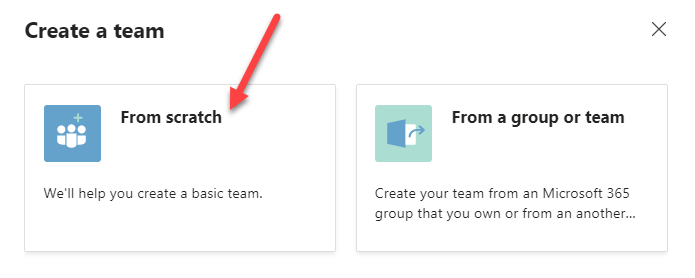 Create a team
From scratch
We'll help you create a basic team.
From a group or team
Create your team from an Microsoft 365
group that you own or from an another...